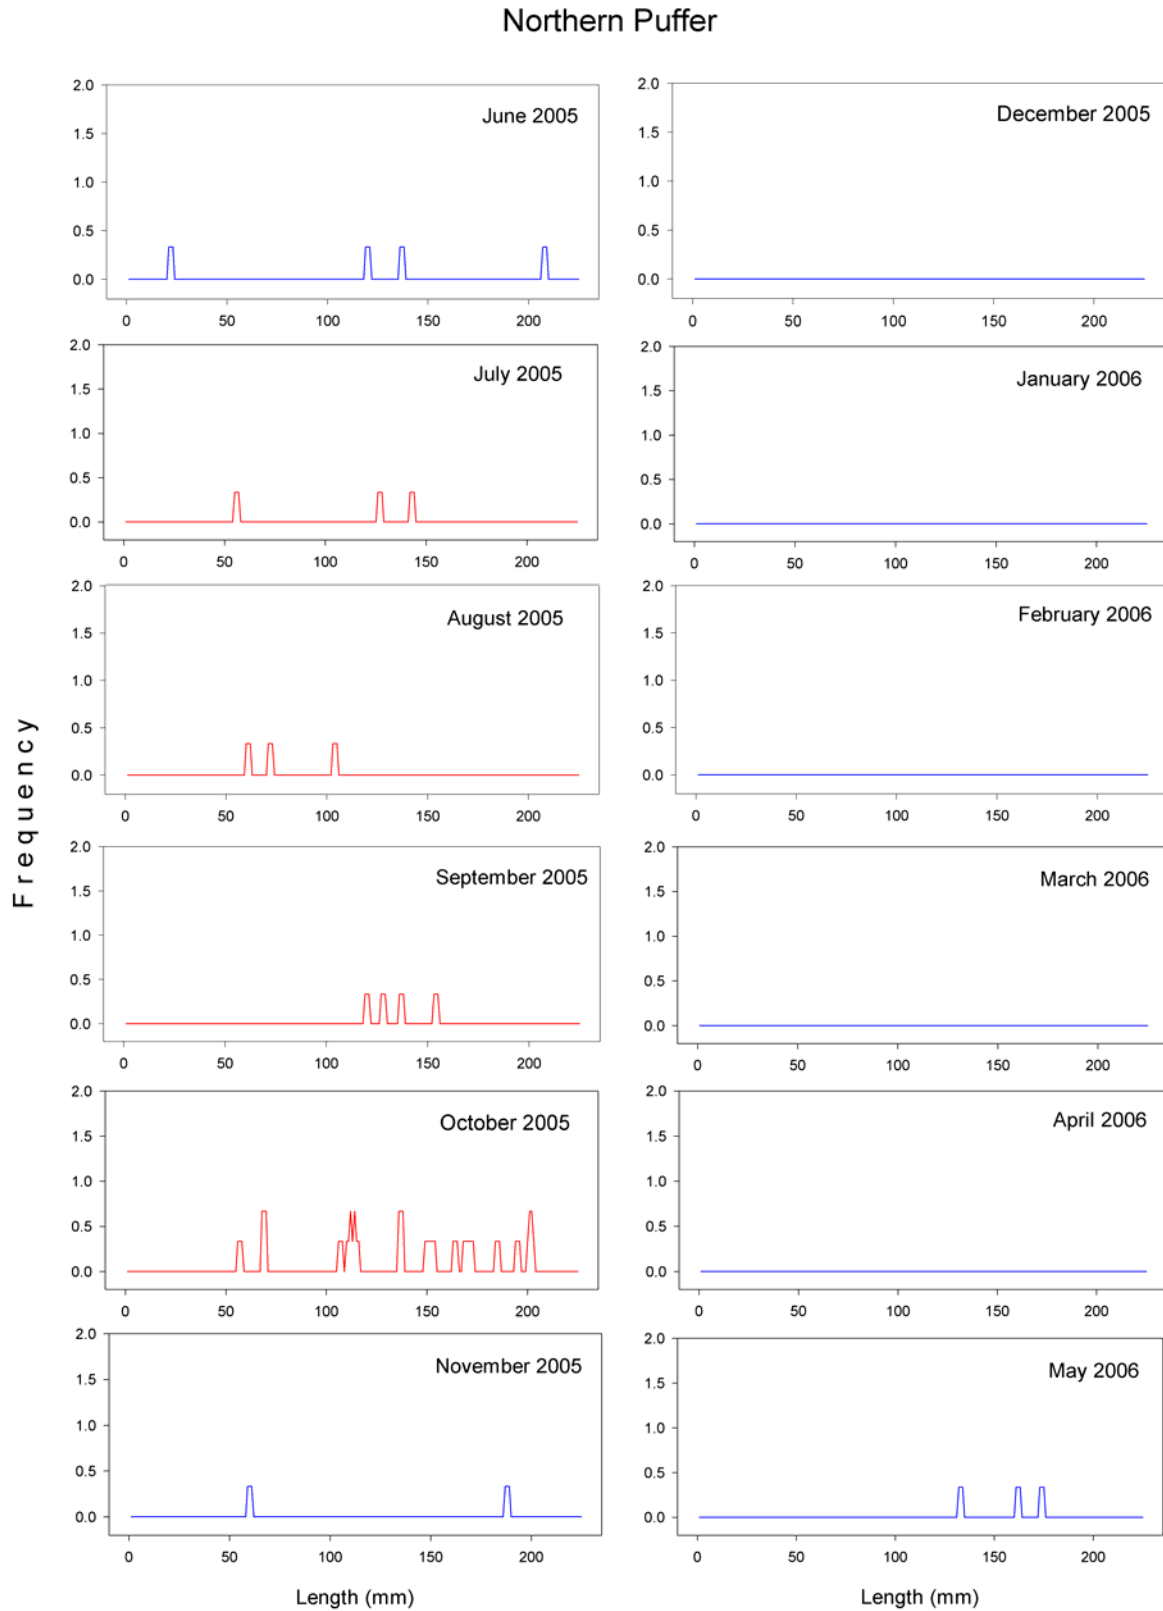 Northern Puffer
Frequency
2.0
1.5
1.0
0.5
0.0
June 2005
0 50 100 150 200
2.0
1.5
1.0
0.5
0.0
July 2005
0 50 100 150 200
2.0
1.5
1.0
0.5
0.0
August 2005
0 50 100 150 200
2.0
1.5
1.0
0.5
0.0
September 2005
0 50 100 150 200
2.0
1.5
1.0
0.5
0.0
October 2005
0 50 100 150 200
2.0
1.5
1.0
0.5
0.0
November 2005
0 50 100 150 200
Length (mm)
2.0
1.5
1.0
0.5
0.0
December 2005
0 50 100 150 200
2.0
1.5
1.0
0.5
0.0
January 2006
0 50 100 150 200
2.0
1.5
1.0
0.5
0.0
February 2006
0 50 100 150 200
2.0
1.5
1.0
0.5
0.0
March 2006
0 50 100 150 200
2.0
1.5
1.0
0.5
0.0
April 2006
0 50 100 150 200
2.0
1.5
1.0
0.5
0.0
May 2006
0 50 100 150 200
Length (mm)